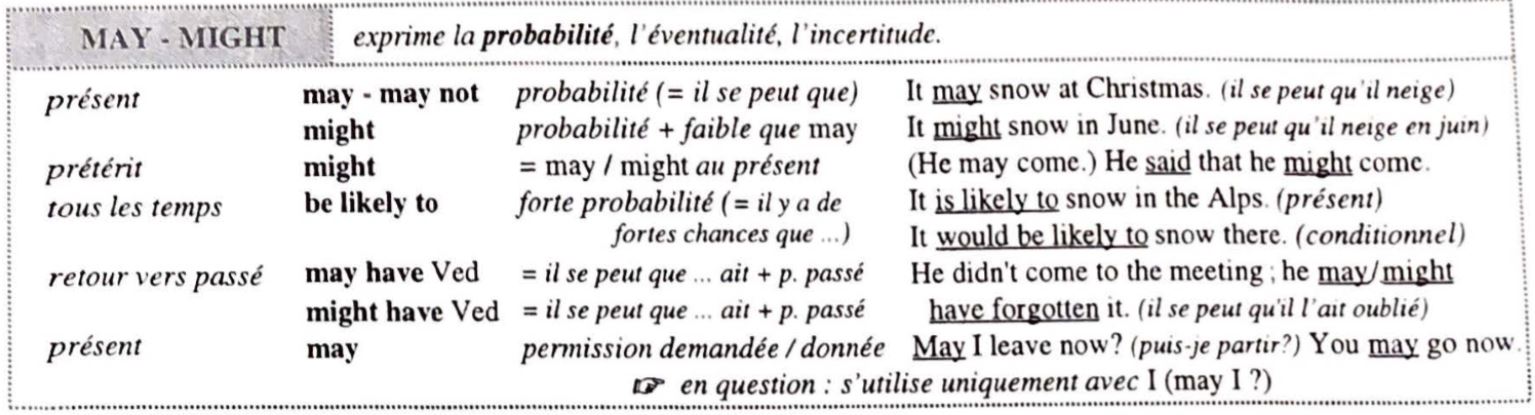 MAY - MIGHT exprime la probabilité, l'éventualité, l'incertitude.
présent may - may not probabilité (= il se peut que) It may snow at Christmas. (il se peut qu'il neige)
might probabilité + faible que may It might snow in June. (il se peut qu'il neige en juin)
prétérit might = may / might au présent (He may come.) He said that he might come.
tous les temps be likely to forte probabilité (= il y a de It is likely to snow in the Alps. (présent)
fortes chances que ...) It would be likely to snow there. (conditionnel)
retour vers passé may have Ved = il se peut que ... ait + p. passé He didn't come to the meeting ; he may/might
might have Ved = il se peut que ... ait + p. passé have forgotten it. (il se peut qu'il l'ait oublié)
présent may permission demandée / donnée May I leave now? (puis-je partir?) You may go now.
☞ en question : s'utilise uniquement avec I (may I ?)